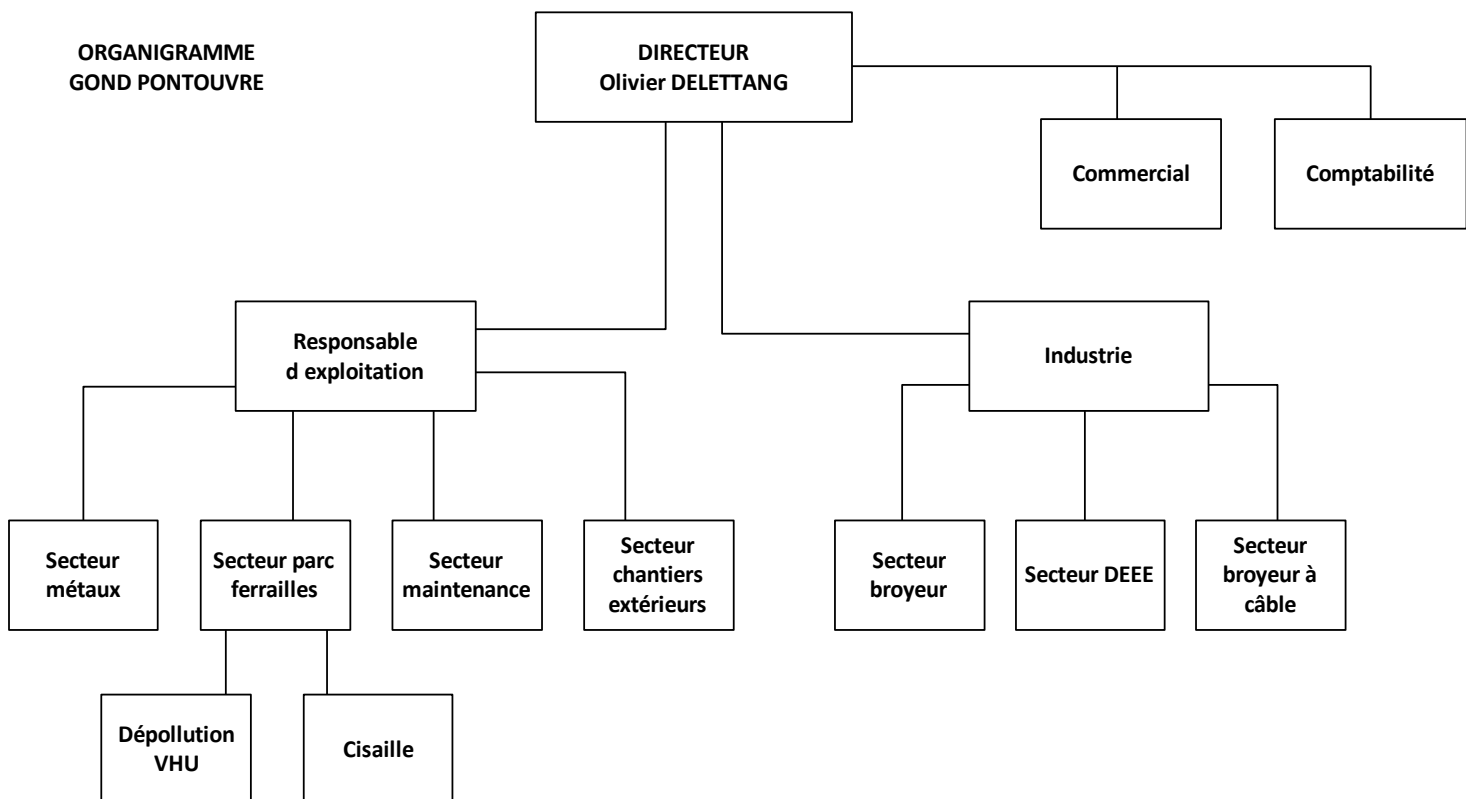 ORGANIGRAMME
GOND PONTOUVRE
DIRECTEUR
Olivier DELETTANG
Commercial
Comptabilité
Responsable
d exploitation
Industrie
Secteur
métaux
Secteur parc
ferrailles
Secteur
maintenance
Secteur
chantiers
extérieurs
Secteur
broyeur
Secteur DEEE
Secteur
broyeur à
câble
Dépollution
VHU
Cisaille